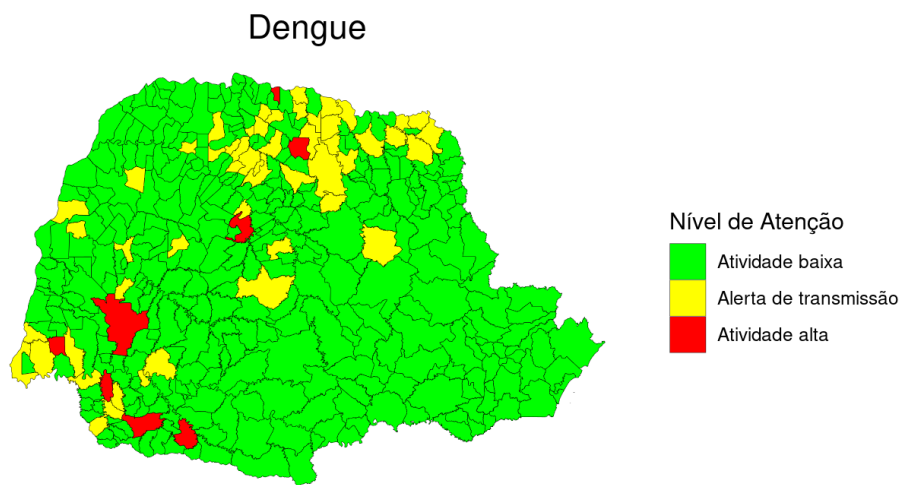 Dengue
Nível de Atenção
Atividade baixa
Alerta de transmissão
Atividade alta